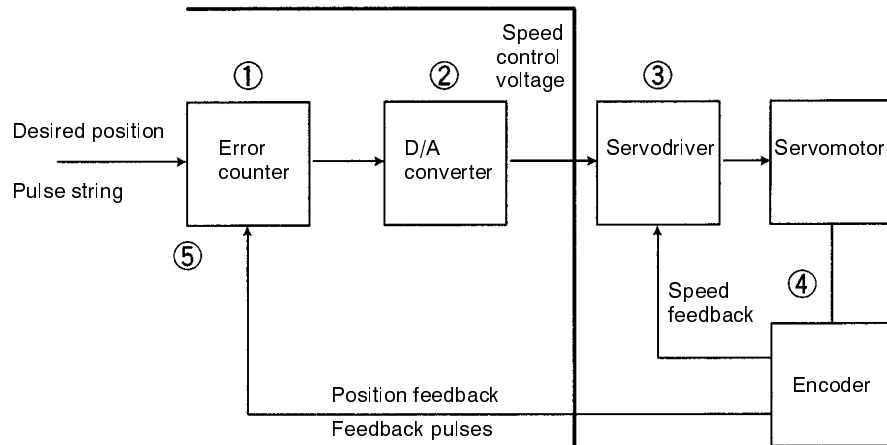 Speed
control
voltage
①
②
③
Desired position
Pulse string
Error
counter
D/A
converter
Servodriver
Servomotor
⑤
④
Speed
feedback
Encoder
Position feedback
Feedback pulses